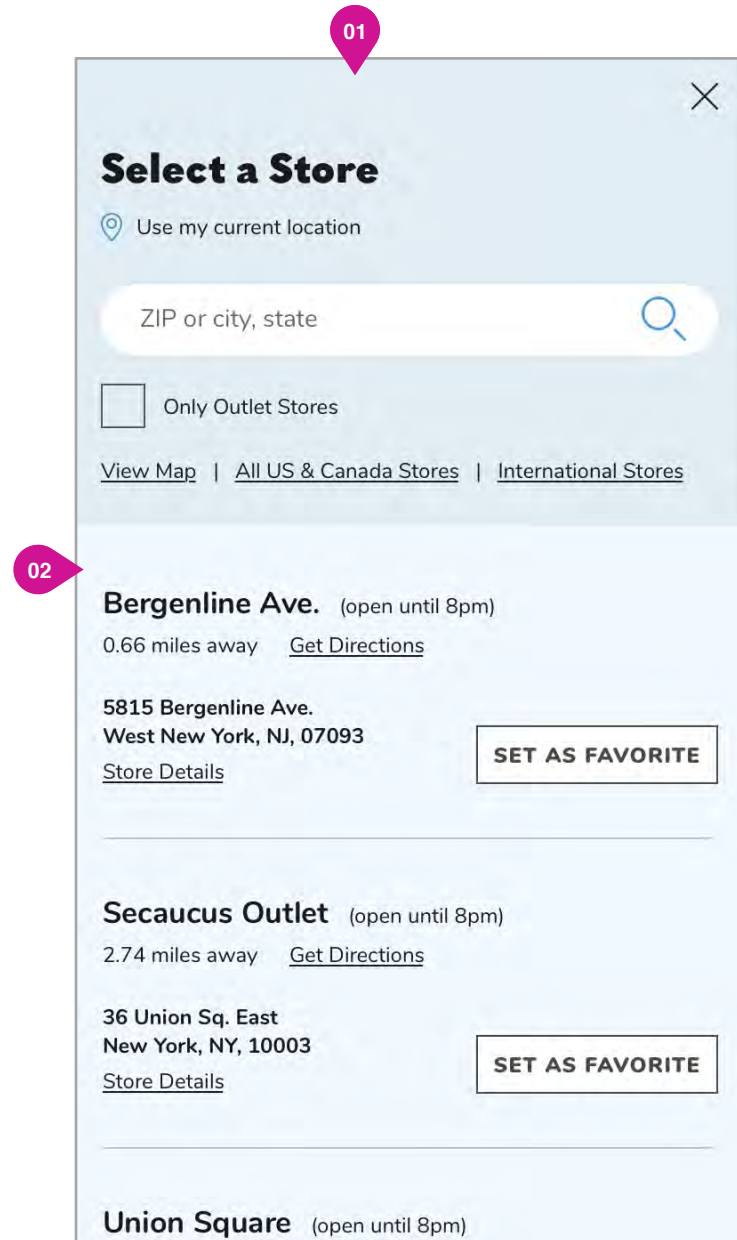 01
Select a Store
Use my current location
ZIP or city, state
Only Outlet Stores
View Map | All US & Canada Stores | International Stores
02
Bergenline Ave. (open until 8pm)
0.66 miles away Get Directions
5815 Bergenline Ave.
West New York, NJ, 07093
Store Details
SET AS FAVORITE
Secaucus Outlet (open until 8pm)
2.74 miles away Get Directions
36 Union Sq. East
New York, NY, 10003
Store Details
SET AS FAVORITE
Union Square (open until 8pm)